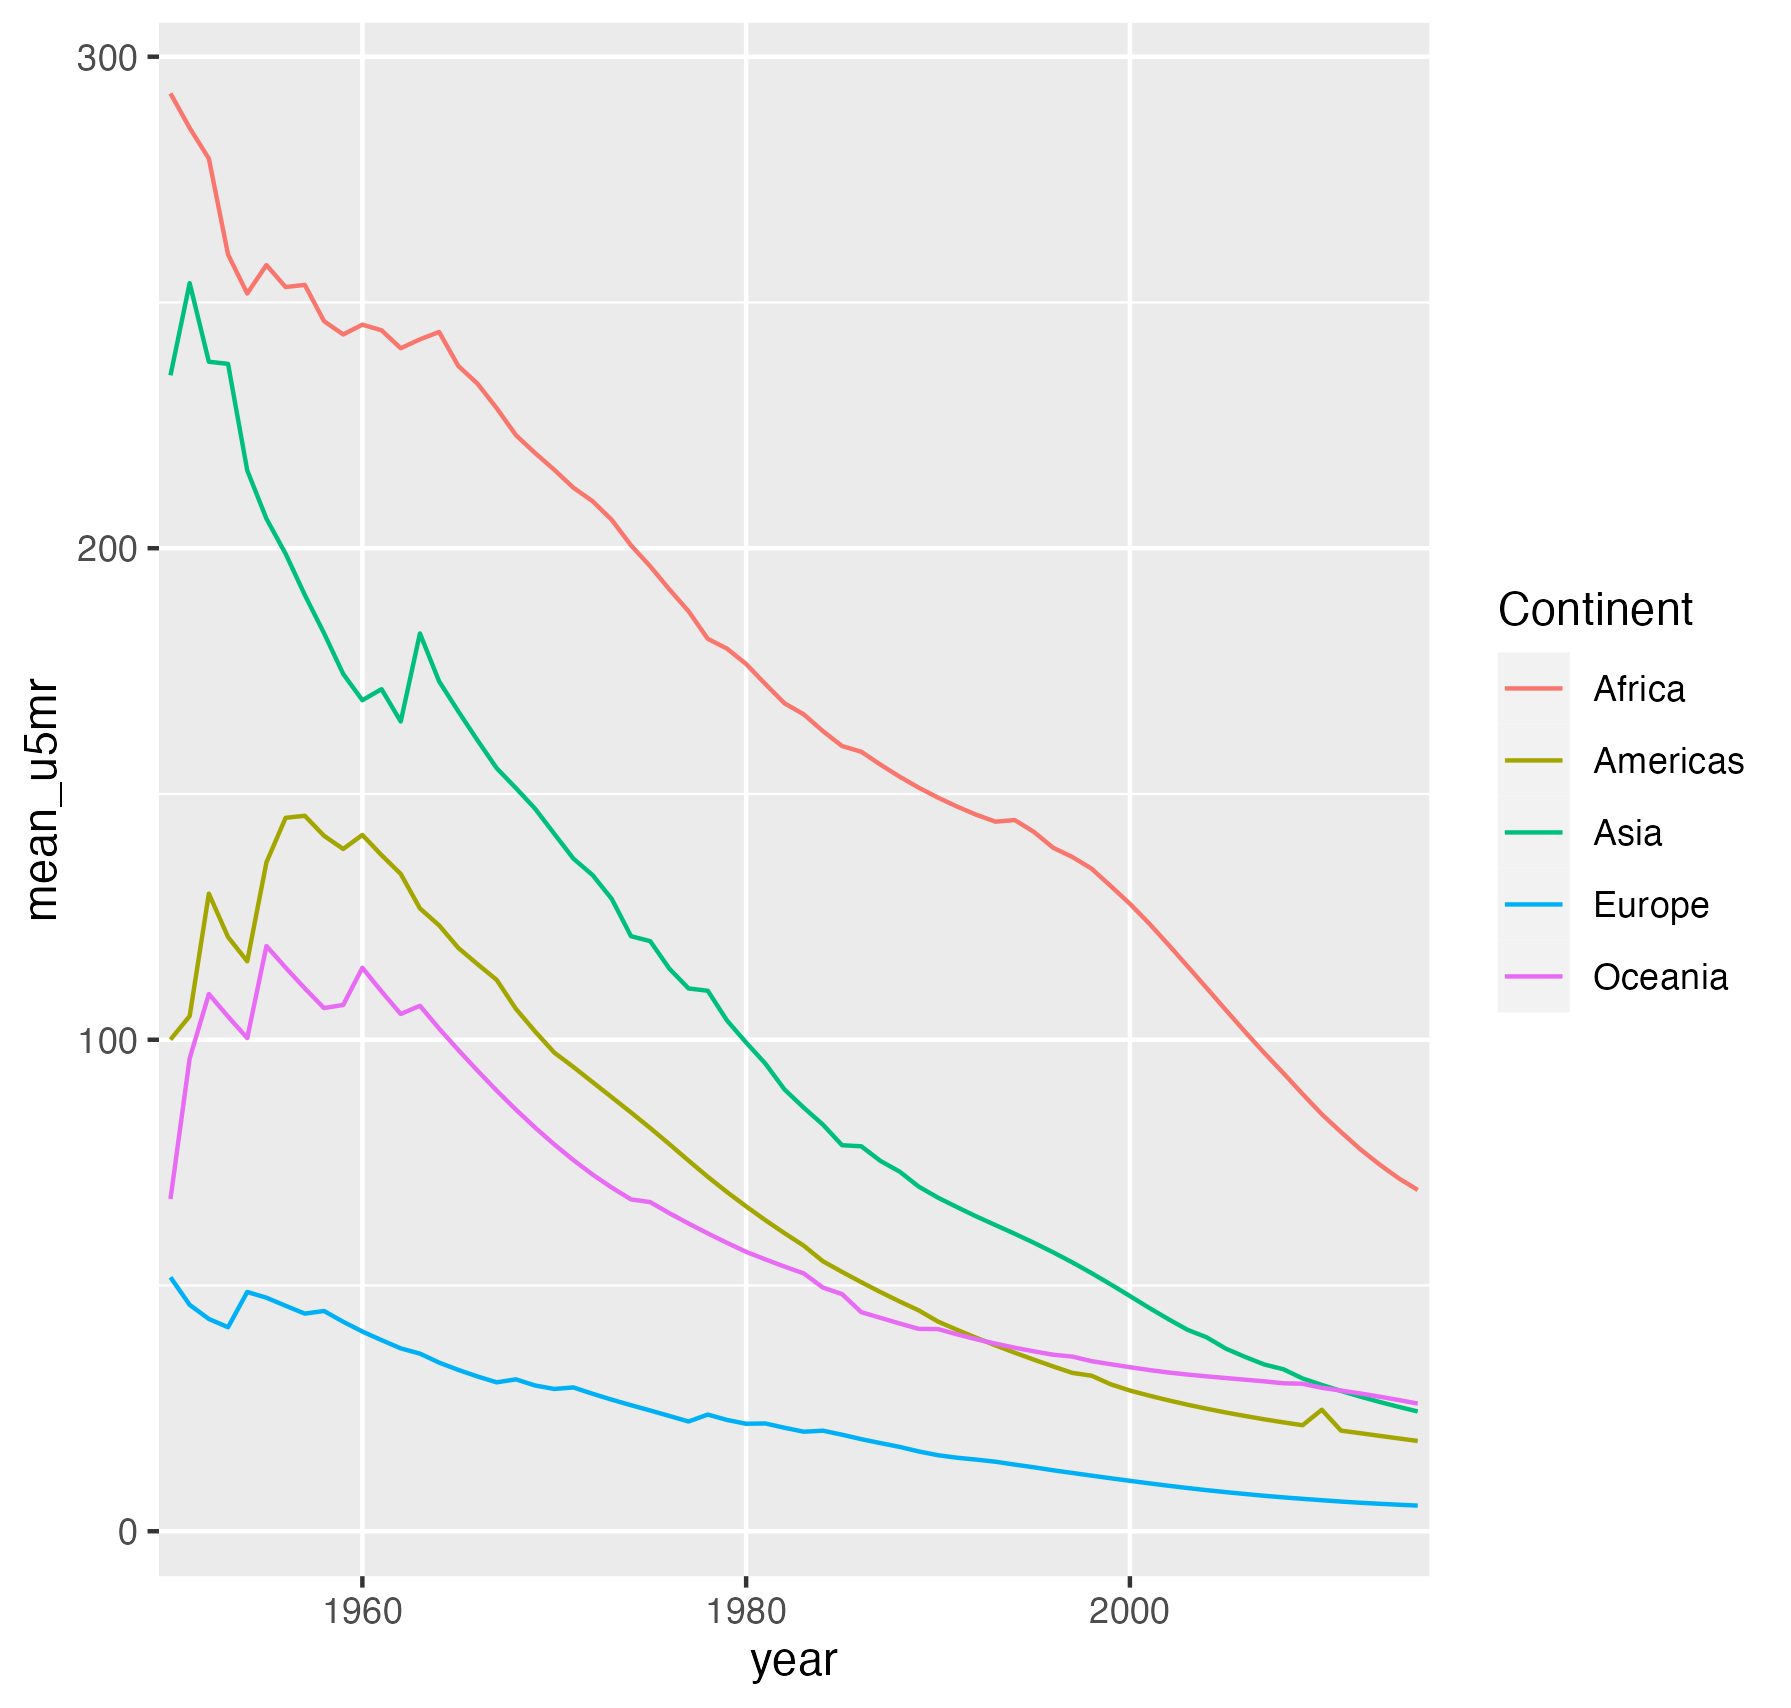 300
200
100
0
mean_u5mr
1960 1980 2000
year
Continent
Africa
Americas
Asia
Europe
Oceania